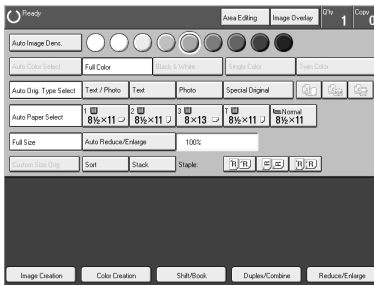 Ready Area Editing Image Overlay Q'ty 1 Copy 0
Auto Image Dens.
Auto Color Select Full Color Black & White Single Color Twin Color
Auto Orig. Type Select Text / Photo Text Photo Special Original
Auto Paper Select 1 8½×11 2 8½×11 3 8×13 T 8½×11 Normal 8½×11
Full Size Auto Reduce/Enlarge 100%
Custom Size Orig. Sort Stack Staple:
Image Creation Color Creation Shift/Book Duplex/Combine Reduce/Enlarge